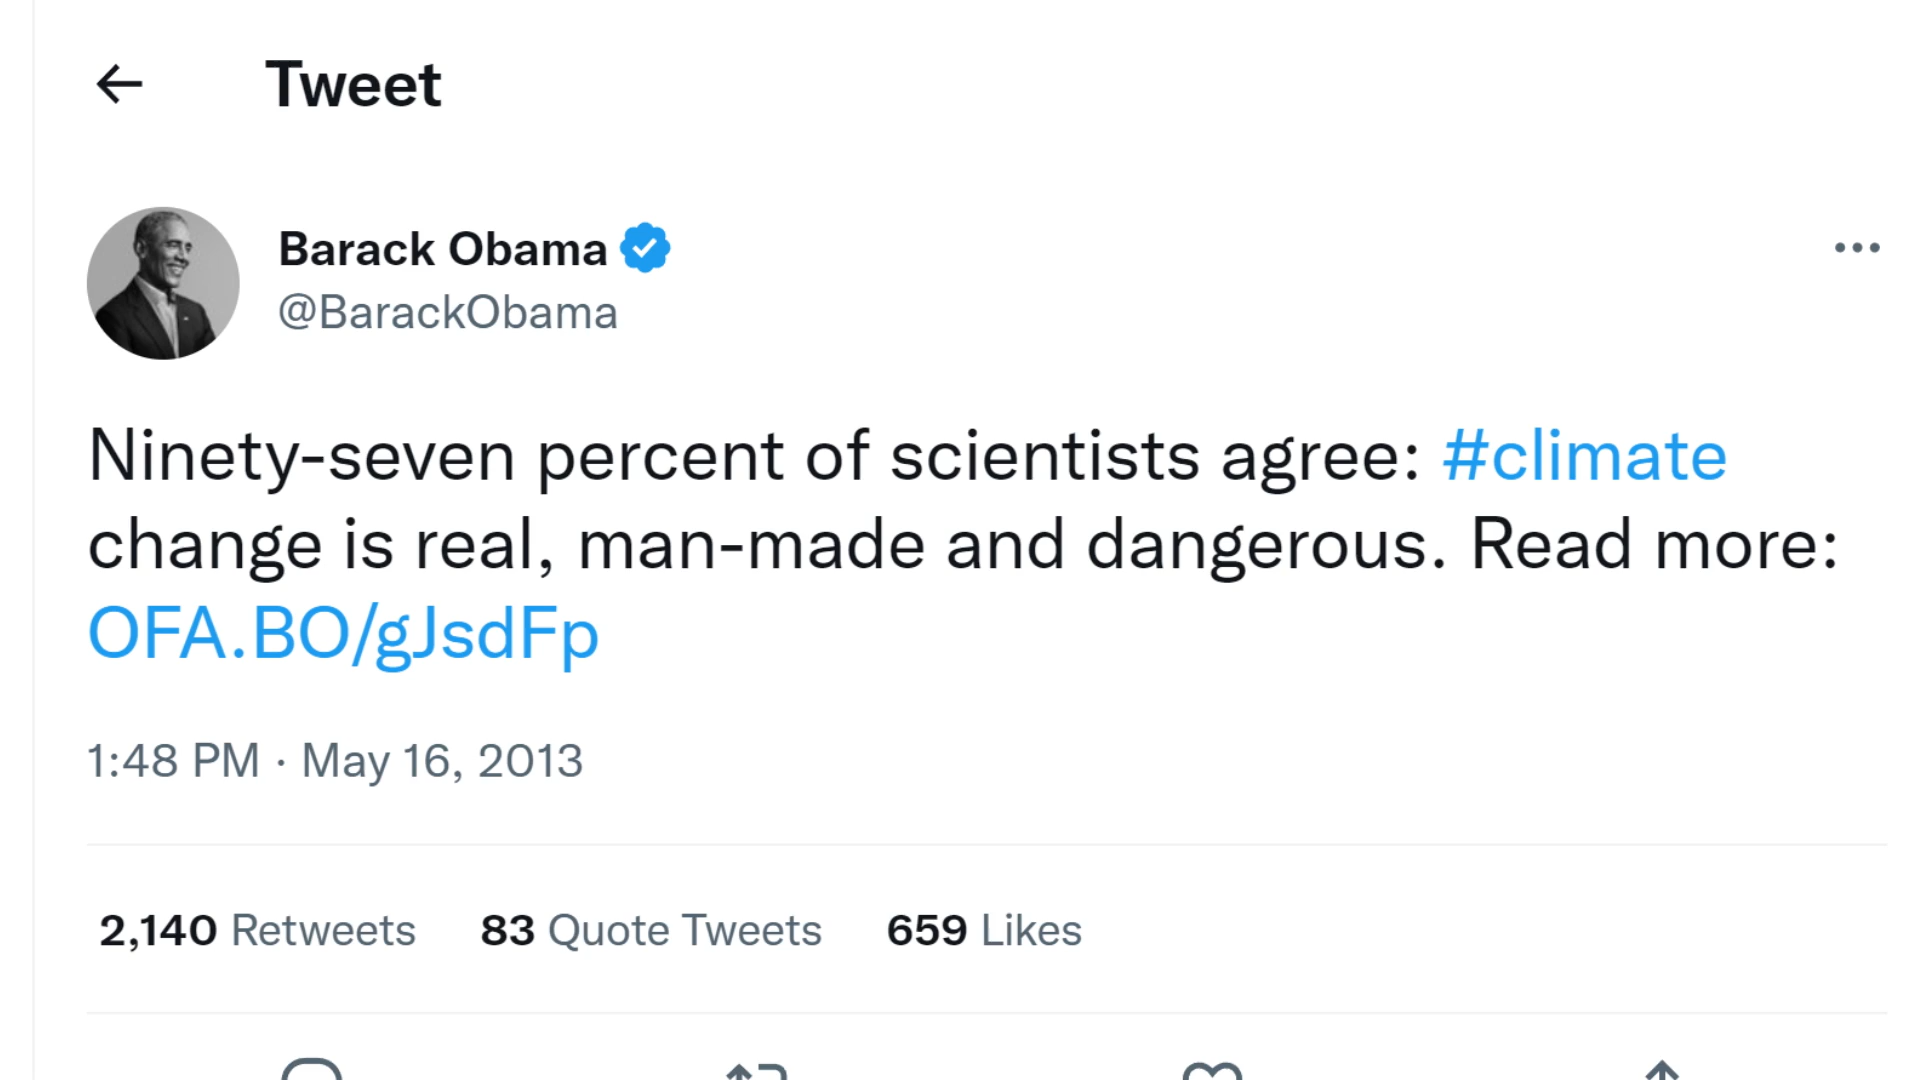 Tweet
Barack Obama
@BarackObama
Ninety-seven percent of scientists agree: #climate
change is real, man-made and dangerous. Read more:
OFA.BO/gJsdFp
1:48 PM · May 16, 2013
2,140 Retweets 83 Quote Tweets 659 Likes